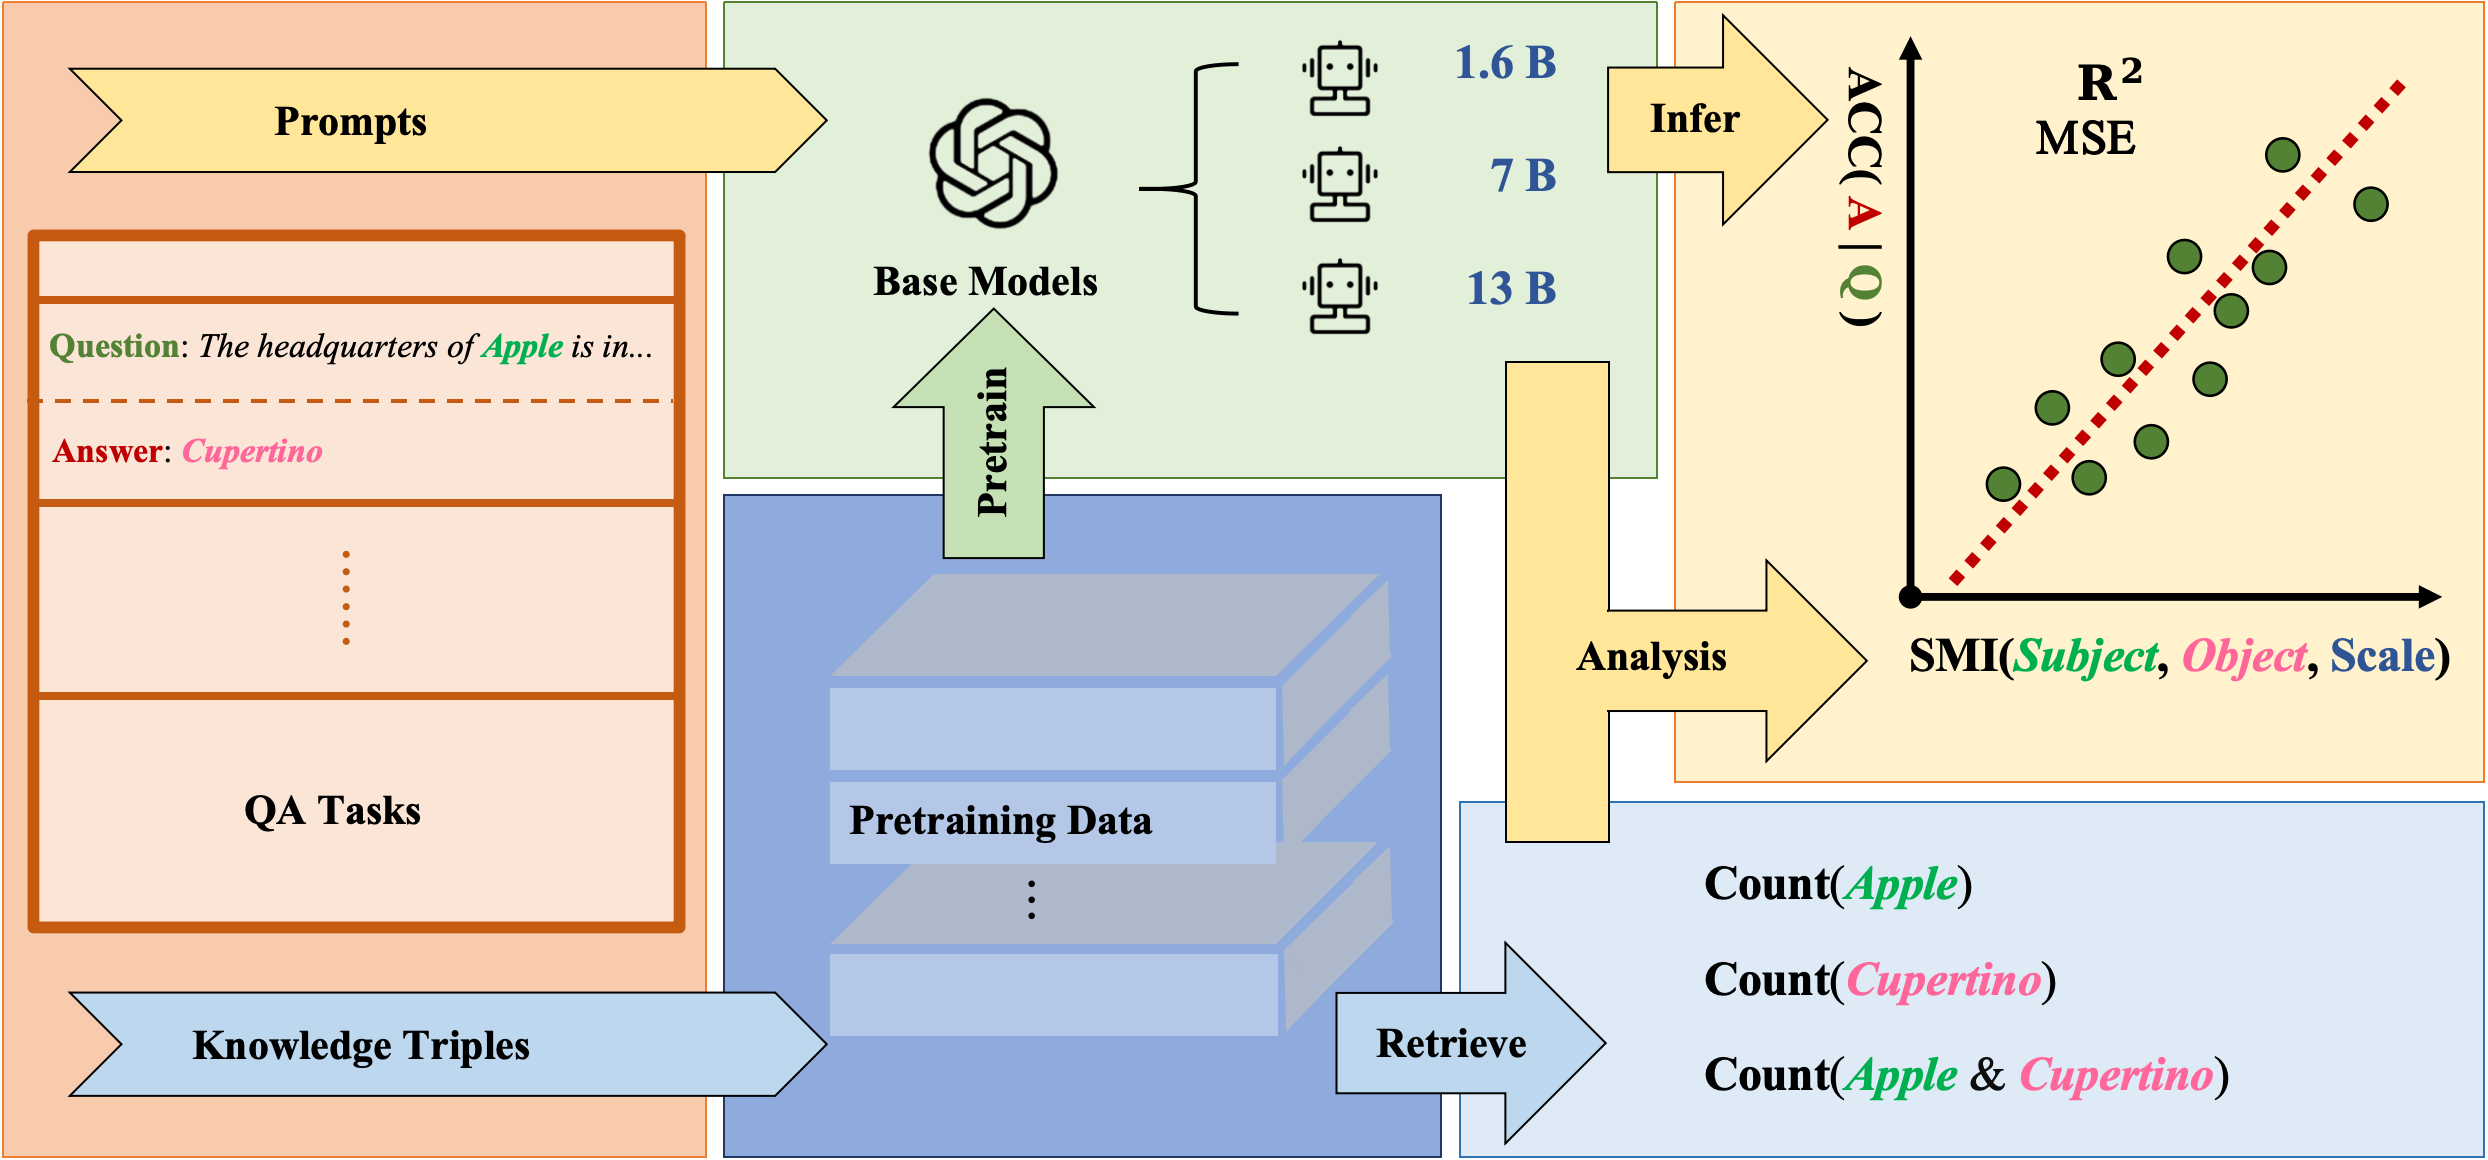 Prompts
Question: The headquarters of Apple is in...
Answer: Cupertino
QA Tasks
Knowledge Triples
Base Models
1.6 B
7 B
13 B
Pretrain
Pretraining Data
Infer
Analysis
Retrieve
R²
MSE
ACC( A | Q )
SMI(Subject, Object, Scale)
Count(Apple)
Count(Cupertino)
Count(Apple & Cupertino)